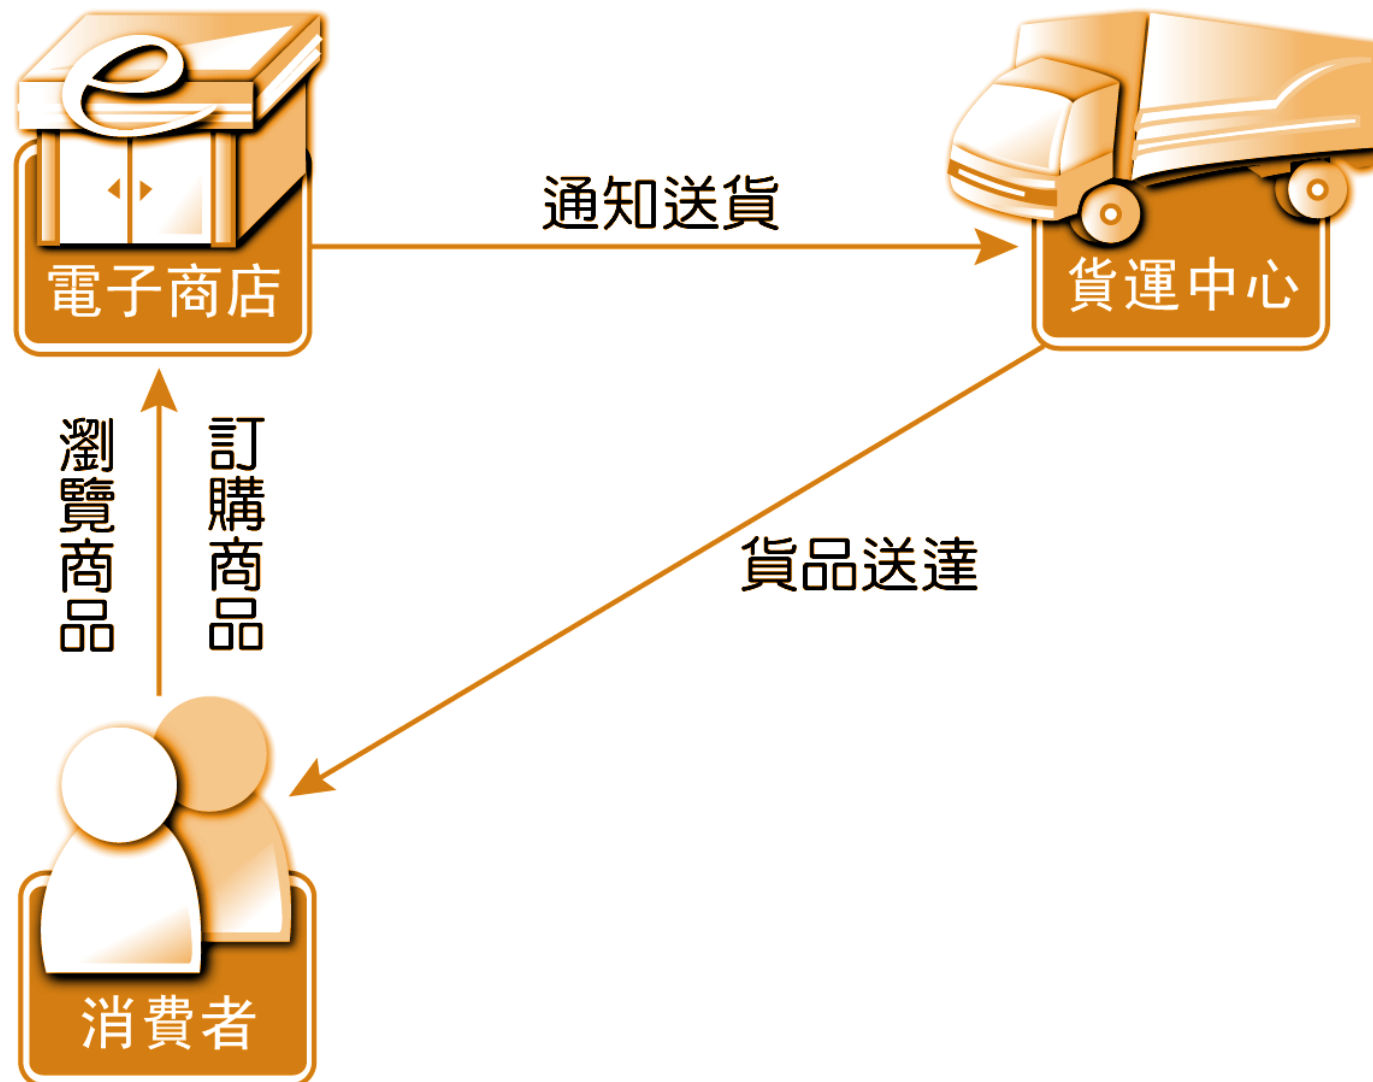 通知送貨
電子商店
貨運中心
瀏覽商品
訂購商品
貨品送達
消費者